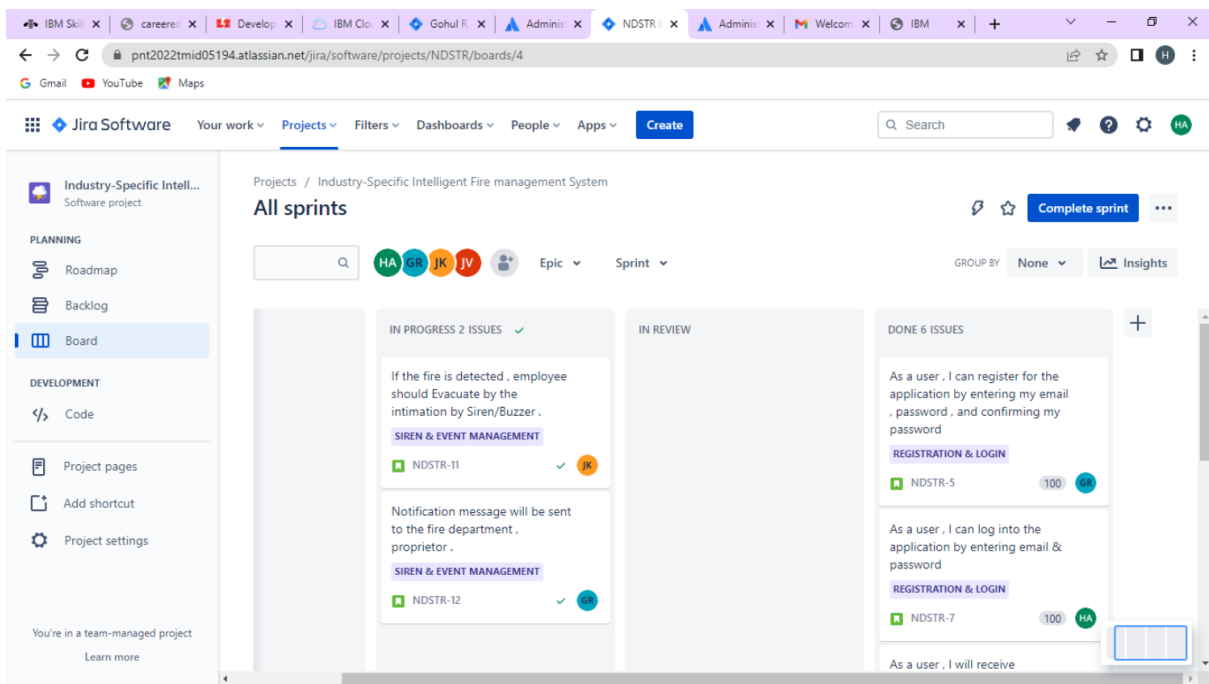 IBM Skil
careered
Develop
IBM Clo
Gohul R
Adminis
NDSTR b
Adminis
Welcom
IBM
pnt2022tmid05194.atlassian.net/jira/software/projects/NDSTR/boards/4
H
Gmail
YouTube
Maps
Jira Software
Your work
Projects
Filters
Dashboards
People
Apps
Create
Search
HA
Industry-Specific Intell...
Software project
PLANNING
Roadmap
Backlog
Board
DEVELOPMENT
Code
Project pages
Add shortcut
Project settings
You're in a team-managed project
Learn more
Projects / Industry-Specific Intelligent Fire management System
All sprints
Complete sprint
HA GR JK JV
Epic
Sprint
GROUP BY None
Insights
IN PROGRESS 2 ISSUES
If the fire is detected , employee
should Evacuate by the
intimation by Siren/Buzzer .
SIREN & EVENT MANAGEMENT
NDSTR-11 JK
Notification message will be sent
to the fire department ,
proprietor .
SIREN & EVENT MANAGEMENT
NDSTR-12 GR
IN REVIEW
DONE 6 ISSUES
As a user , I can register for the
application by entering my email
, password , and confirming my
password
REGISTRATION & LOGIN
NDSTR-5 100 GR
As a user , I can log into the
application by entering email &
password
REGISTRATION & LOGIN
NDSTR-7 100 HA
As a user , I will receive